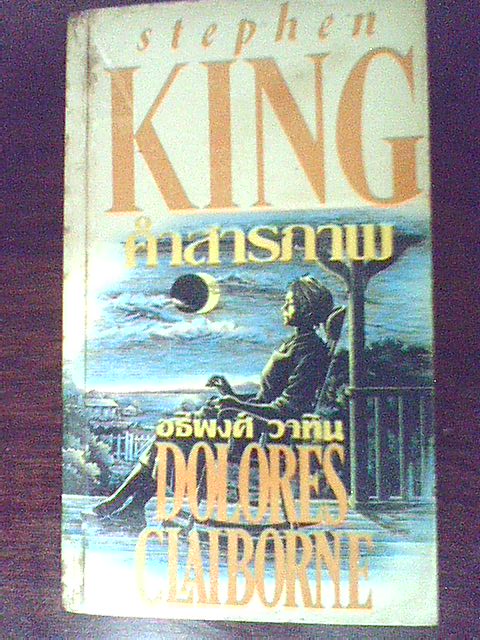 stephen
KING
คำสารภาพ
อธิพงศ์ วาทิน
DOLORES
CLAIBORNE